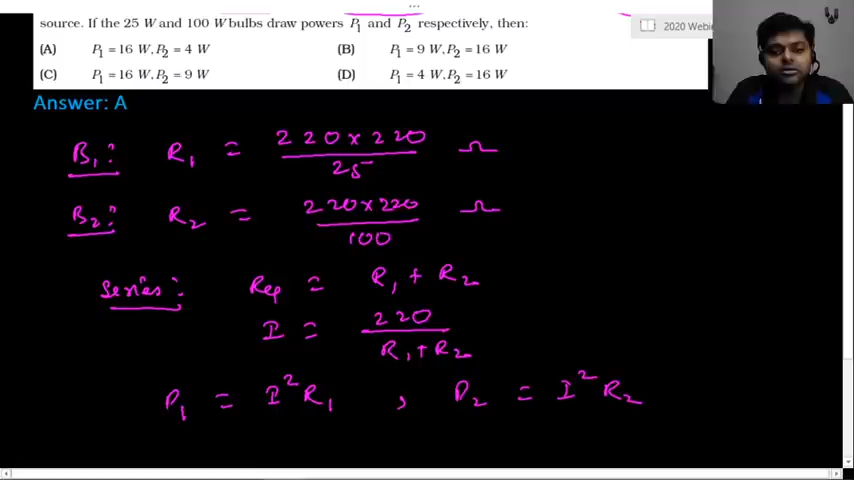 ...
source. If the 25 W and 100 W bulbs draw powers P₁ and P₂ respectively, then:
2020 Webi
(A) P₁ = 16 W, P₂ = 4 W (B) P₁ = 9 W, P₂ = 16 W
(C) P₁ = 16 W, P₂ = 9 W (D) P₁ = 4 W, P₂ = 16 W
Answer: A
B₁: R₁ = 220×220/25 Ω
B₂: R₂ = 220×220/100 Ω
Series: Req = R₁ + R₂
I = 220/R₁+R₂
P₁ = I²R₁ , P₂ = I²R₂